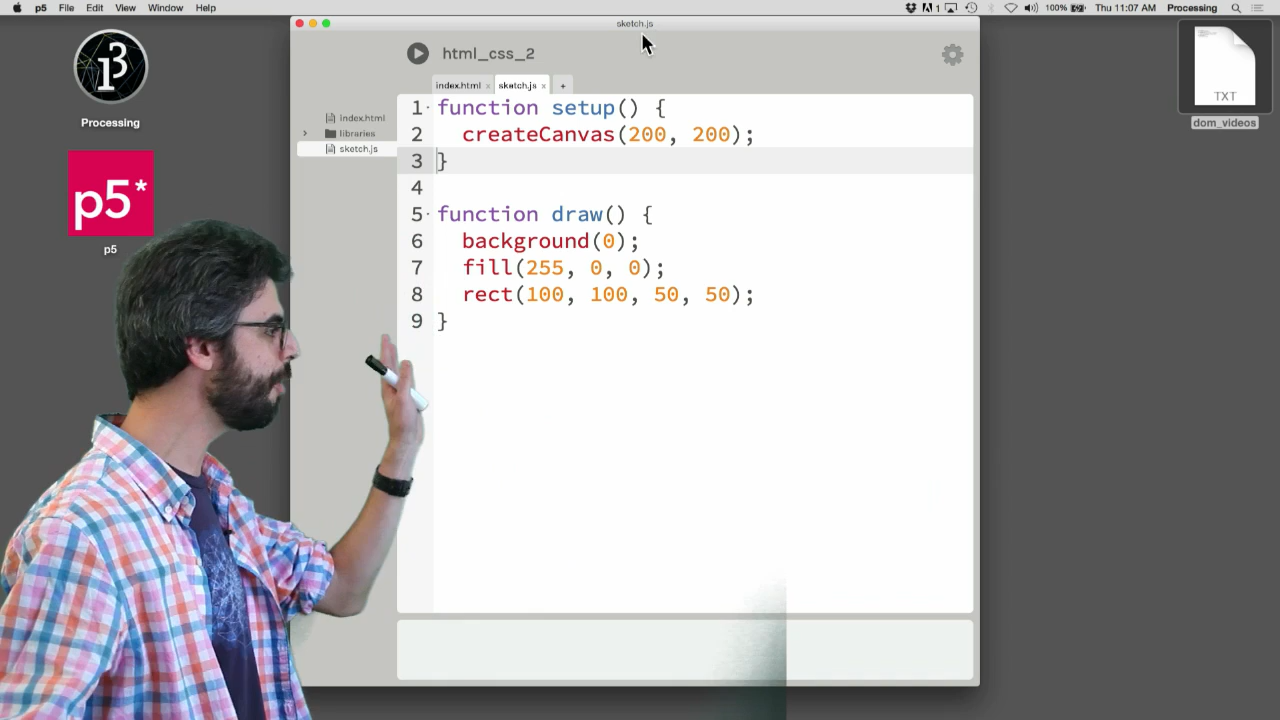 p5 File Edit View Window Help
1 100% Thu 11:07 AM Processing
sketch.js
html_css_2
index.html × sketch.js × +
index.html
libraries
sketch.js
1 function setup() {
2 createCanvas(200, 200);
3 }
4
5 function draw() {
6 background(0);
7 fill(255, 0, 0);
8 rect(100, 100, 50, 50);
9 }
Processing
p5*
p5
TXT
dom_videos